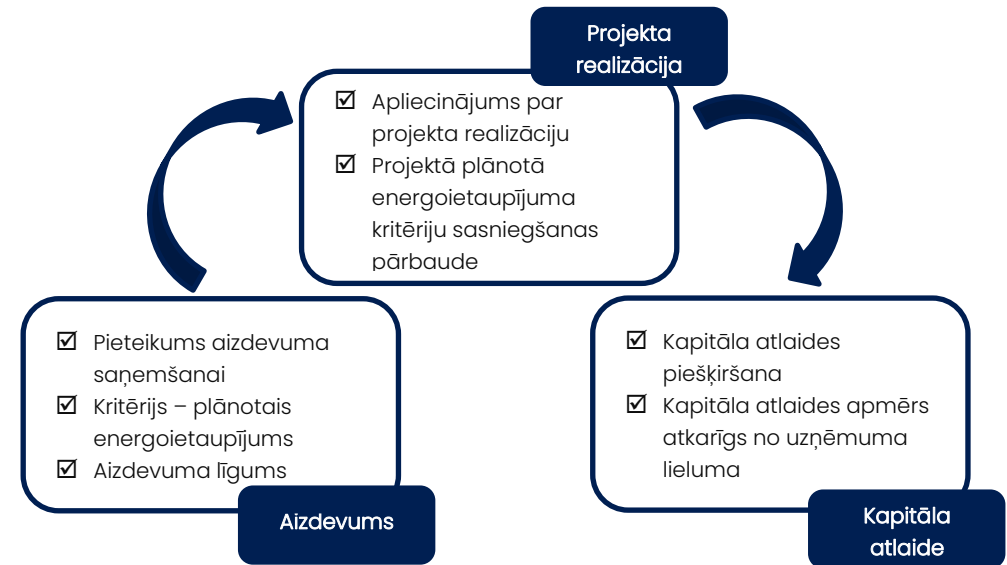 Projekta
realizācija
☑ Apliecinājums par
projekta realizāciju
☑ Projektā plānotā
energoietaupījuma
kritēriju sasniegšanas
pārbaude
☑ Pieteikums aizdevuma
saņemšanai
☑ Kritērijs – plānotais
energoietaupījums
☑ Aizdevuma līgums
Aizdevums
☑ Kapitāla atlaides
piešķiršana
☑ Kapitāla atlaides apmērs
atkarīgs no uzņēmuma
lieluma
Kapitāla
atlaide